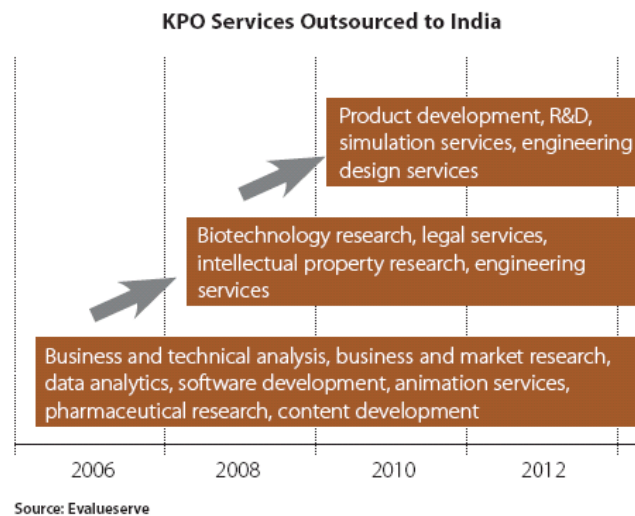 KPO Services Outsourced to India
Product development, R&D,
simulation services, engineering
design services
Biotechnology research, legal services,
intellectual property research, engineering
services
Business and technical analysis, business and market research,
data analytics, software development, animation services,
pharmaceutical research, content development
2006 2008 2010 2012
Source: Evalueserve